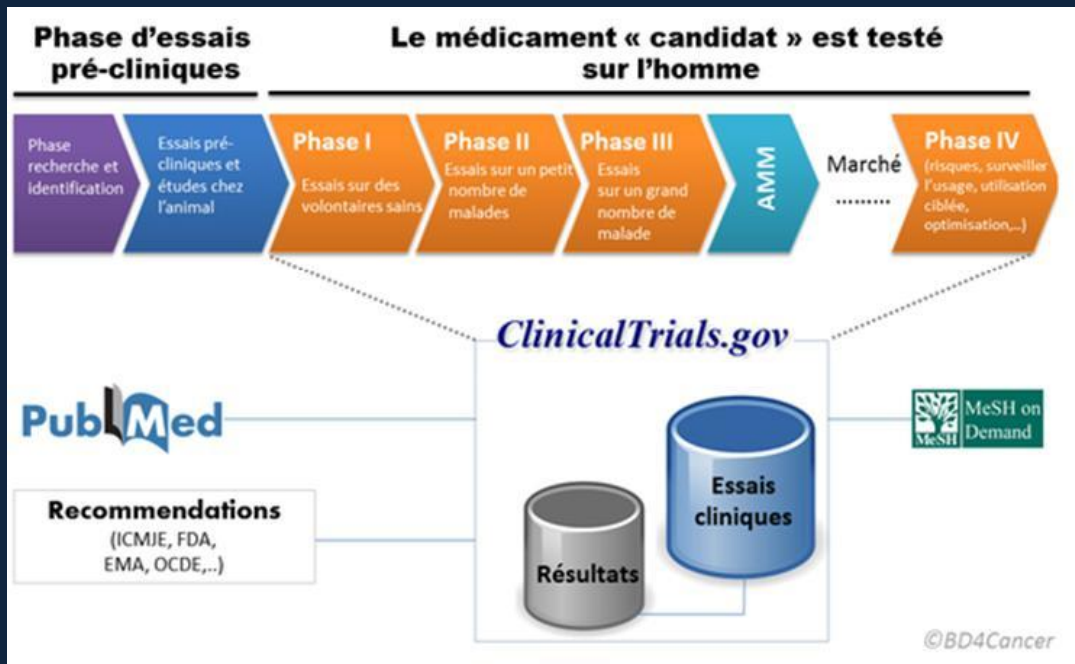 Phase d'essais
pré-cliniques
Le médicament « candidat » est testé
sur l'homme
Phase
recherche et
identification
Essais pré-
cliniques et
études chez
l'animal
Phase I
Essais sur des
volontaires sains
Phase II
Essais sur un petit
nombre de
malades
Phase III
Essais
sur un grand
nombre de
malade
AMM
Marché
.........
Phase IV
(risques, surveiller
l'usage, utilisation
ciblée,
optimisation,..)
ClinicalTrials.gov
PubMed
MeSH
MeSH on
Demand
Recommendations
(ICMJE, FDA,
EMA, OCDE,..)
Essais
cliniques
Résultats
©BD4Cancer